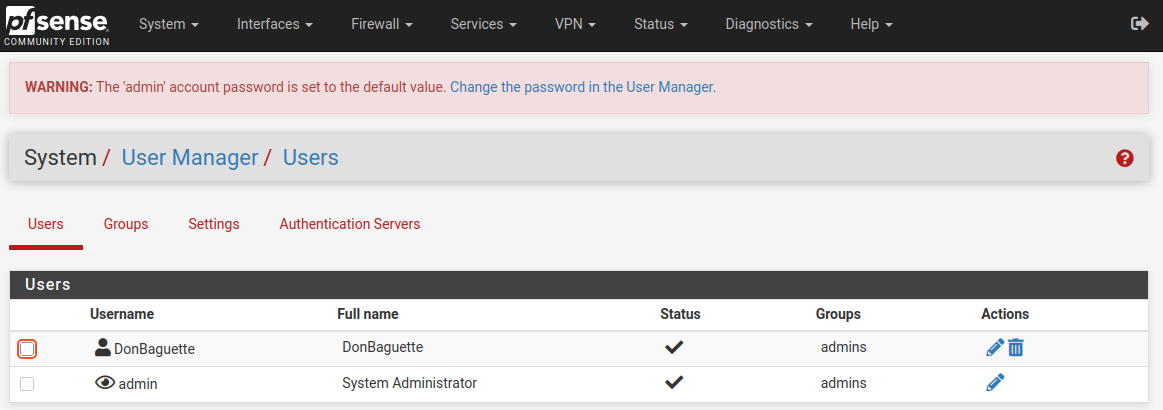 pfsense
COMMUNITY EDITION
System Interfaces Firewall Services VPN Status Diagnostics Help
WARNING: The 'admin' account password is set to the default value. Change the password in the User Manager.
System / User Manager / Users
Users Groups Settings Authentication Servers
Users
Username Full name Status Groups Actions
DonBaguette DonBaguette admins
admin System Administrator admins